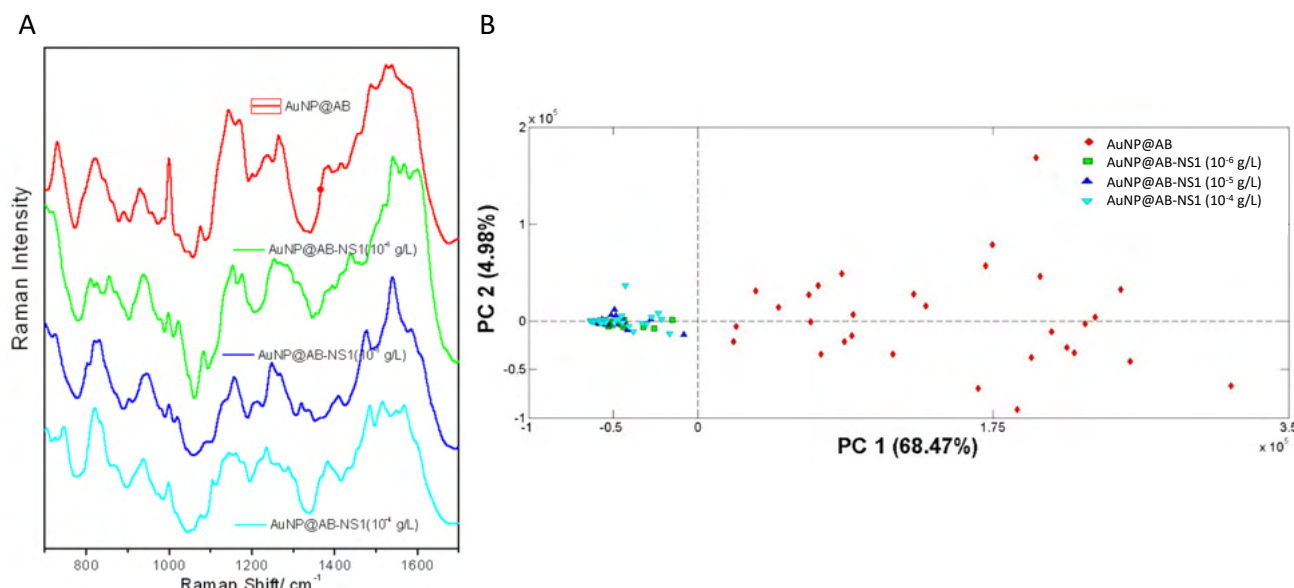 A
Raman Intensity
AuNP@AB
AuNP@AB-NS1(10⁻⁶ g/L)
AuNP@AB-NS1(10⁻⁵ g/L)
AuNP@AB-NS1(10⁻⁴ g/L)
800 1000 1200 1400 1600
Raman Shift/ cm⁻¹
B
x 10⁵
2
1
0
-0.5
-1
PC 2 (4.98%)
AuNP@AB
AuNP@AB-NS1 (10⁻⁶ g/L)
AuNP@AB-NS1 (10⁻⁵ g/L)
AuNP@AB-NS1 (10⁻⁴ g/L)
-1 -0.5 0 1.75 3.5
PC 1 (68.47%)
x 10⁵